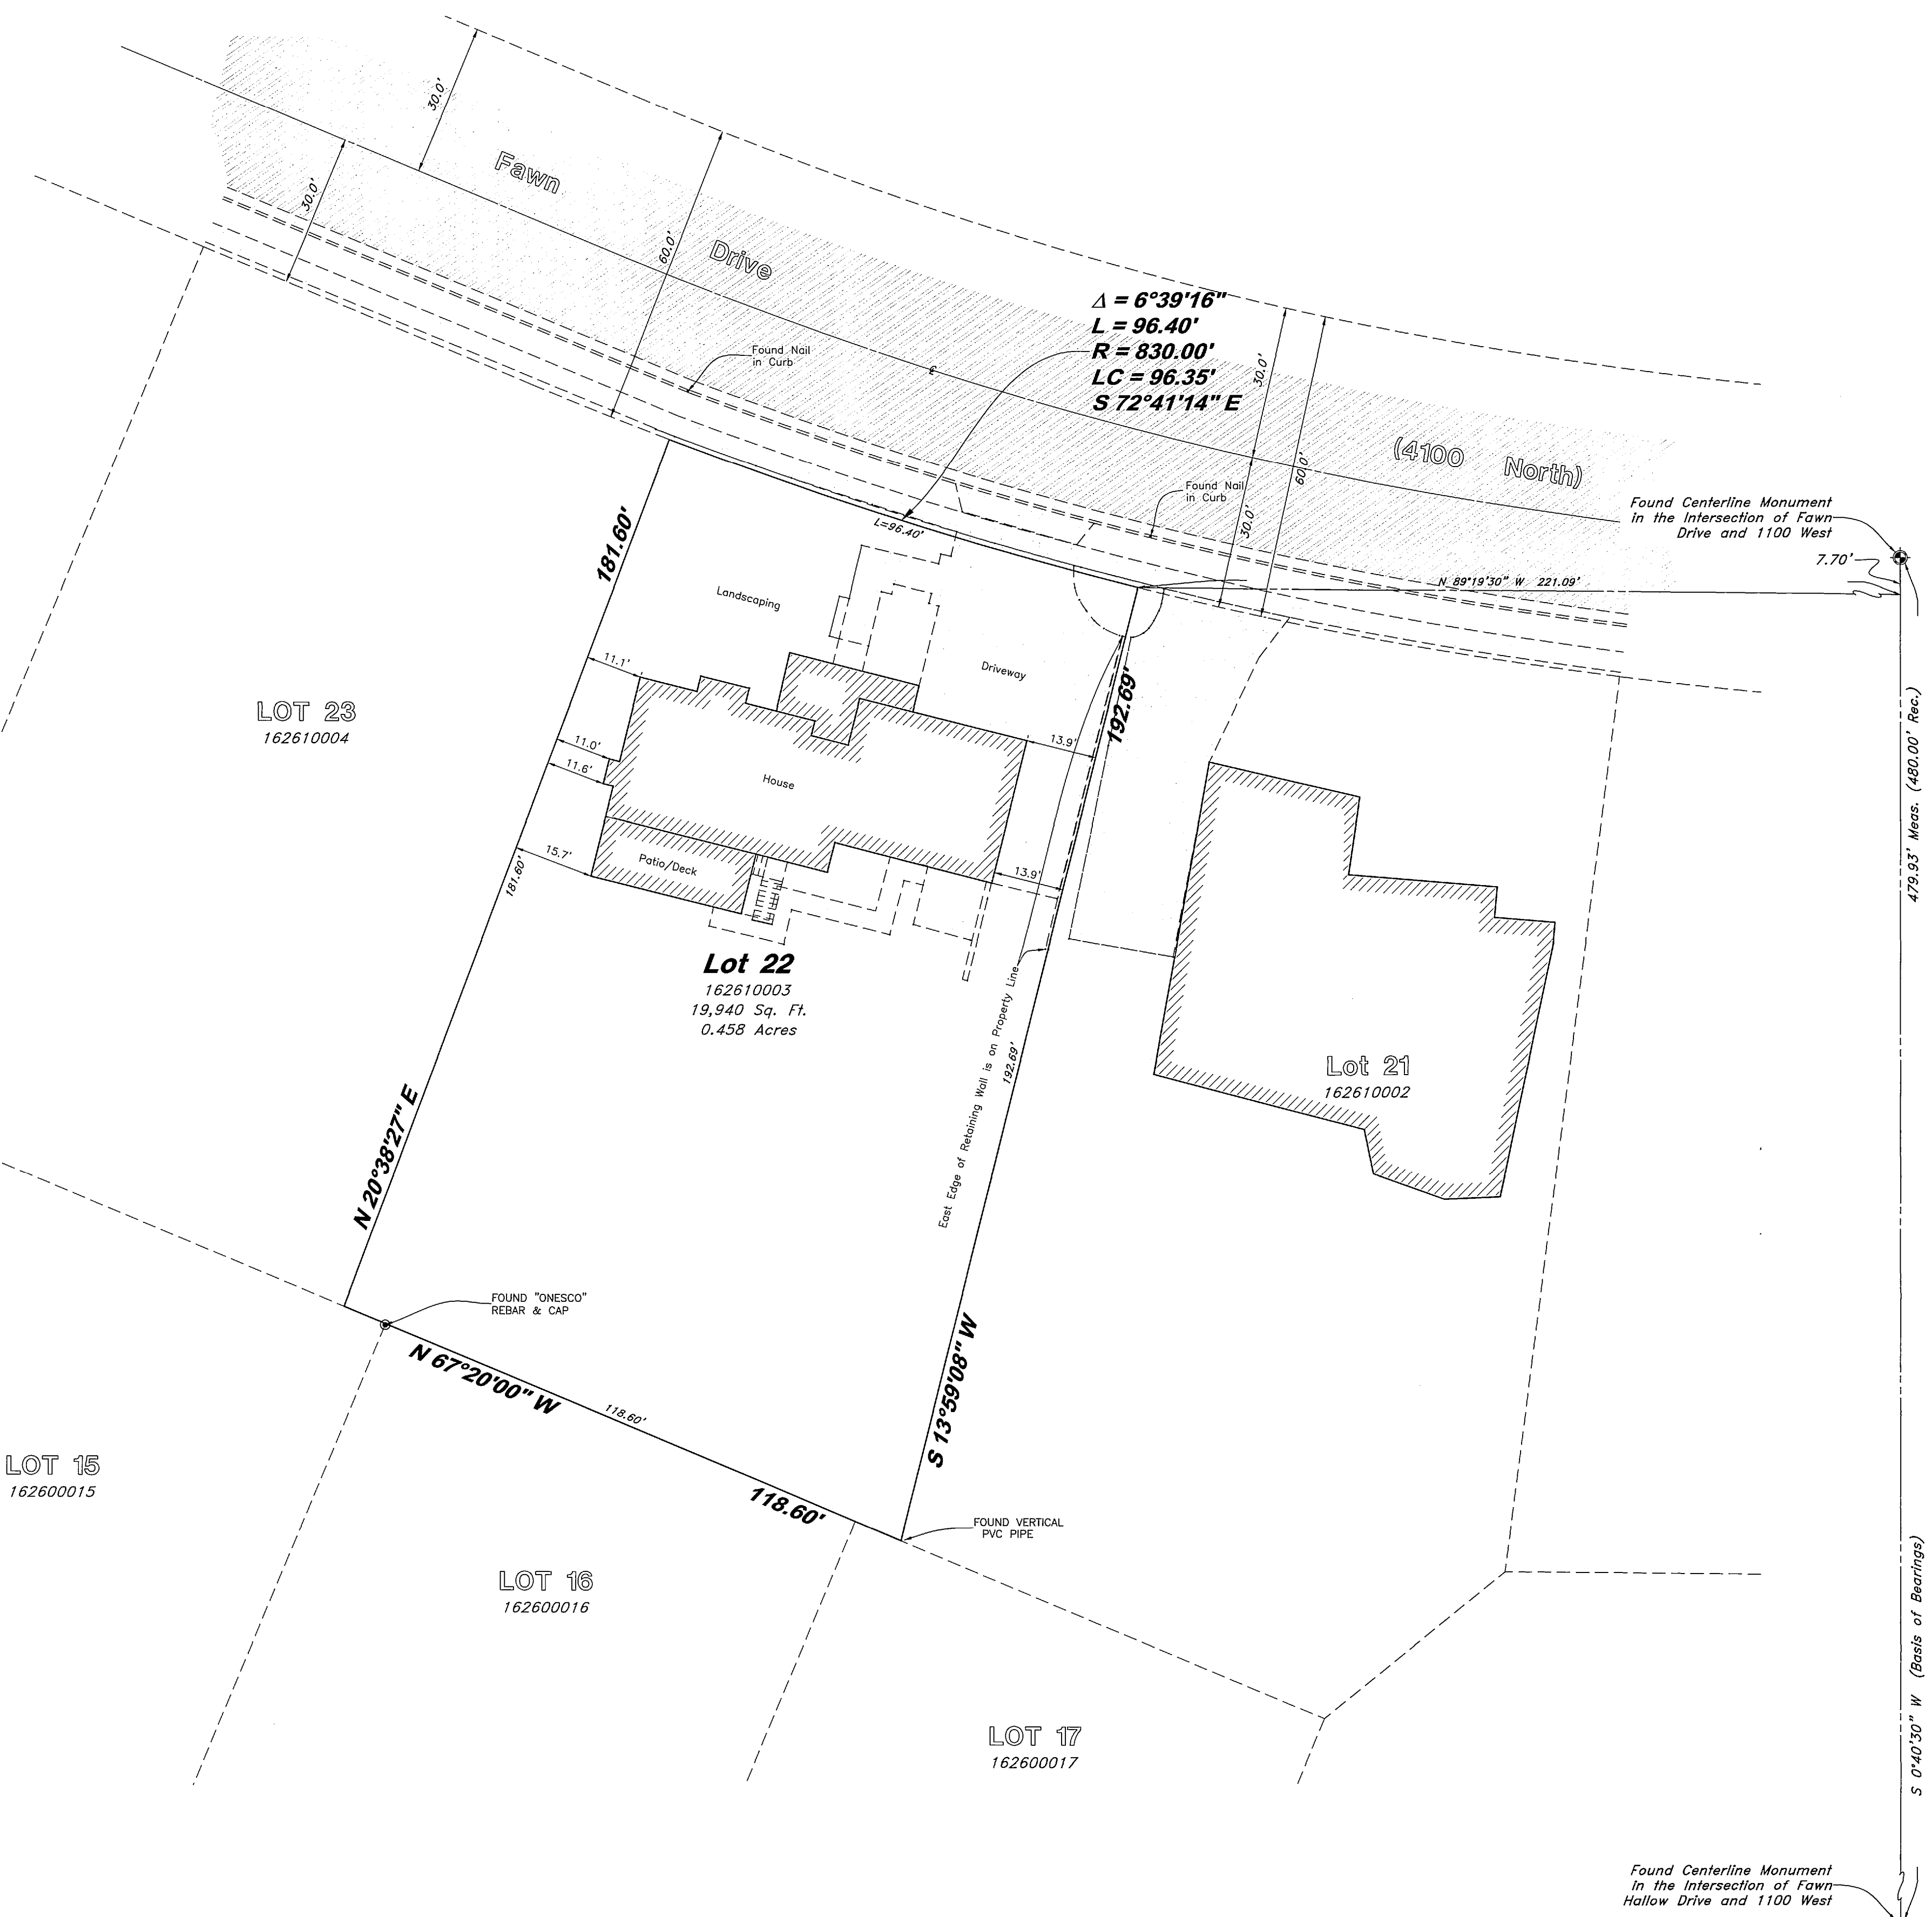 30.0'
30.0'
Fawn
60.0'
Drive
Δ = 6°39'16"
L = 96.40'
R = 830.00'
LC = 96.35'
S 72°41'14" E
Found Nail
in Curb
℄
30.0'
(4100 North)
60.0'
Found Nail
in Curb
30.0'
Found Centerline Monument
in the Intersection of Fawn
Drive and 1100 West
7.70'
N 89°19'30" W 221.09'
L=96.40'
181.60'
Landscaping
Driveway
11.1'
192.69'
LOT 23
162610004
11.0'
11.6'
House
13.9'
15.7'
Patio/Deck
13.9'
181.60'
479.93' Meas. (480.00' Rec.)
Lot 22
162610003
19,940 Sq. Ft.
0.458 Acres
East Edge of Retaining Wall is on Property Line
192.69'
Lot 21
162610002
N 20°38'27" E
FOUND "ONESCO"
REBAR & CAP
N 67°20'00" W
118.60'
S 13°59'08" W
118.60'
FOUND VERTICAL
PVC PIPE
LOT 15
162600015
LOT 16
162600016
LOT 17
162600017
S 0°40'30" W (Basis of Bearings)
Found Centerline Monument
in the Intersection of Fawn
Hallow Drive and 1100 West